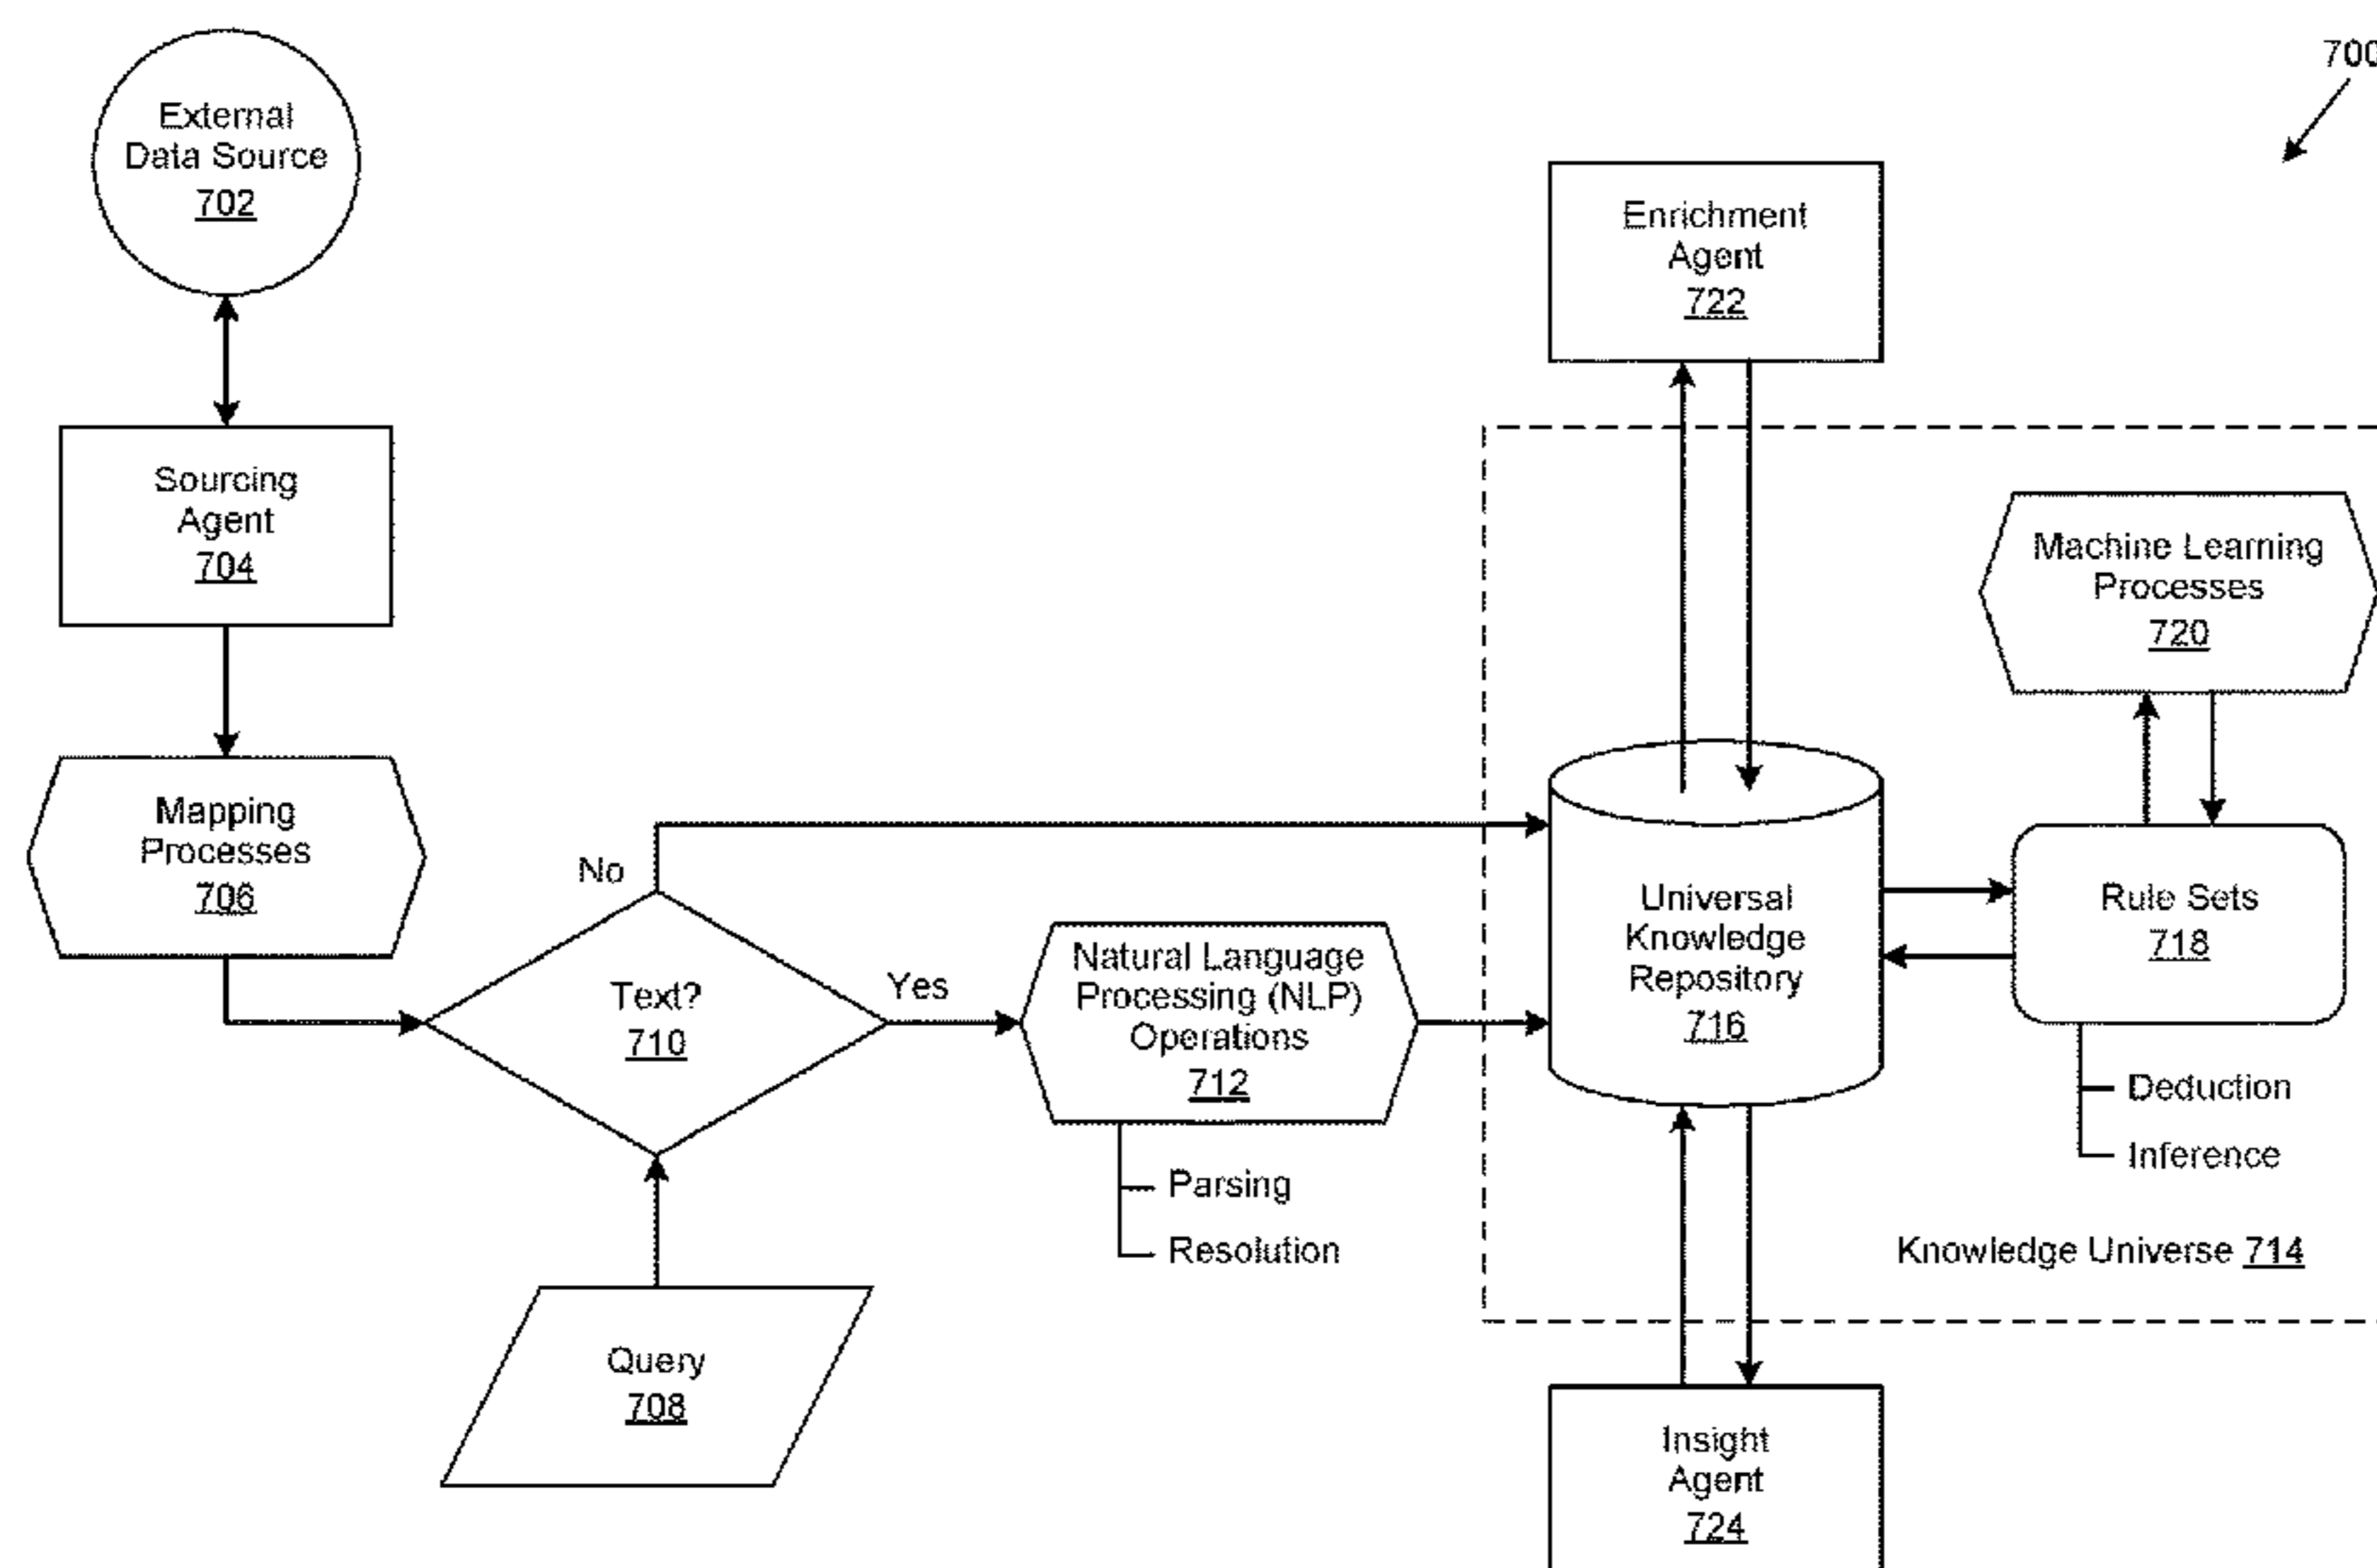 700
External
Data Source
702
Enrichment
Agent
722
Sourcing
Agent
704
Machine Learning
Processes
720
Mapping
Processes
706
No
Text?
710
Yes
Natural Language
Processing (NLP)
Operations
712
Parsing
Resolution
Universal
Knowledge
Repository
716
Rule Sets
718
Deduction
Inference
Knowledge Universe 714
Query
708
Insight
Agent
724